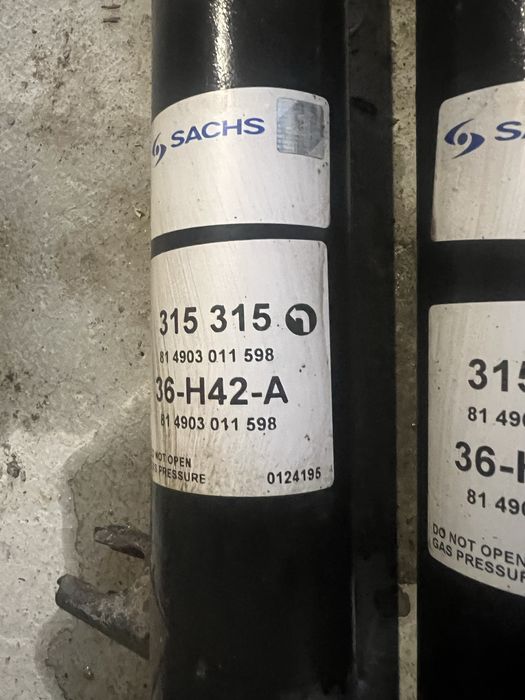 SACHS
315 315
81 4903 011 598
36-H42-A
81 4903 011 598
NOT OPEN
GAS PRESSURE
0124195
315
81 490
36-H
81 490
DO NOT OPEN
GAS PRESSUR